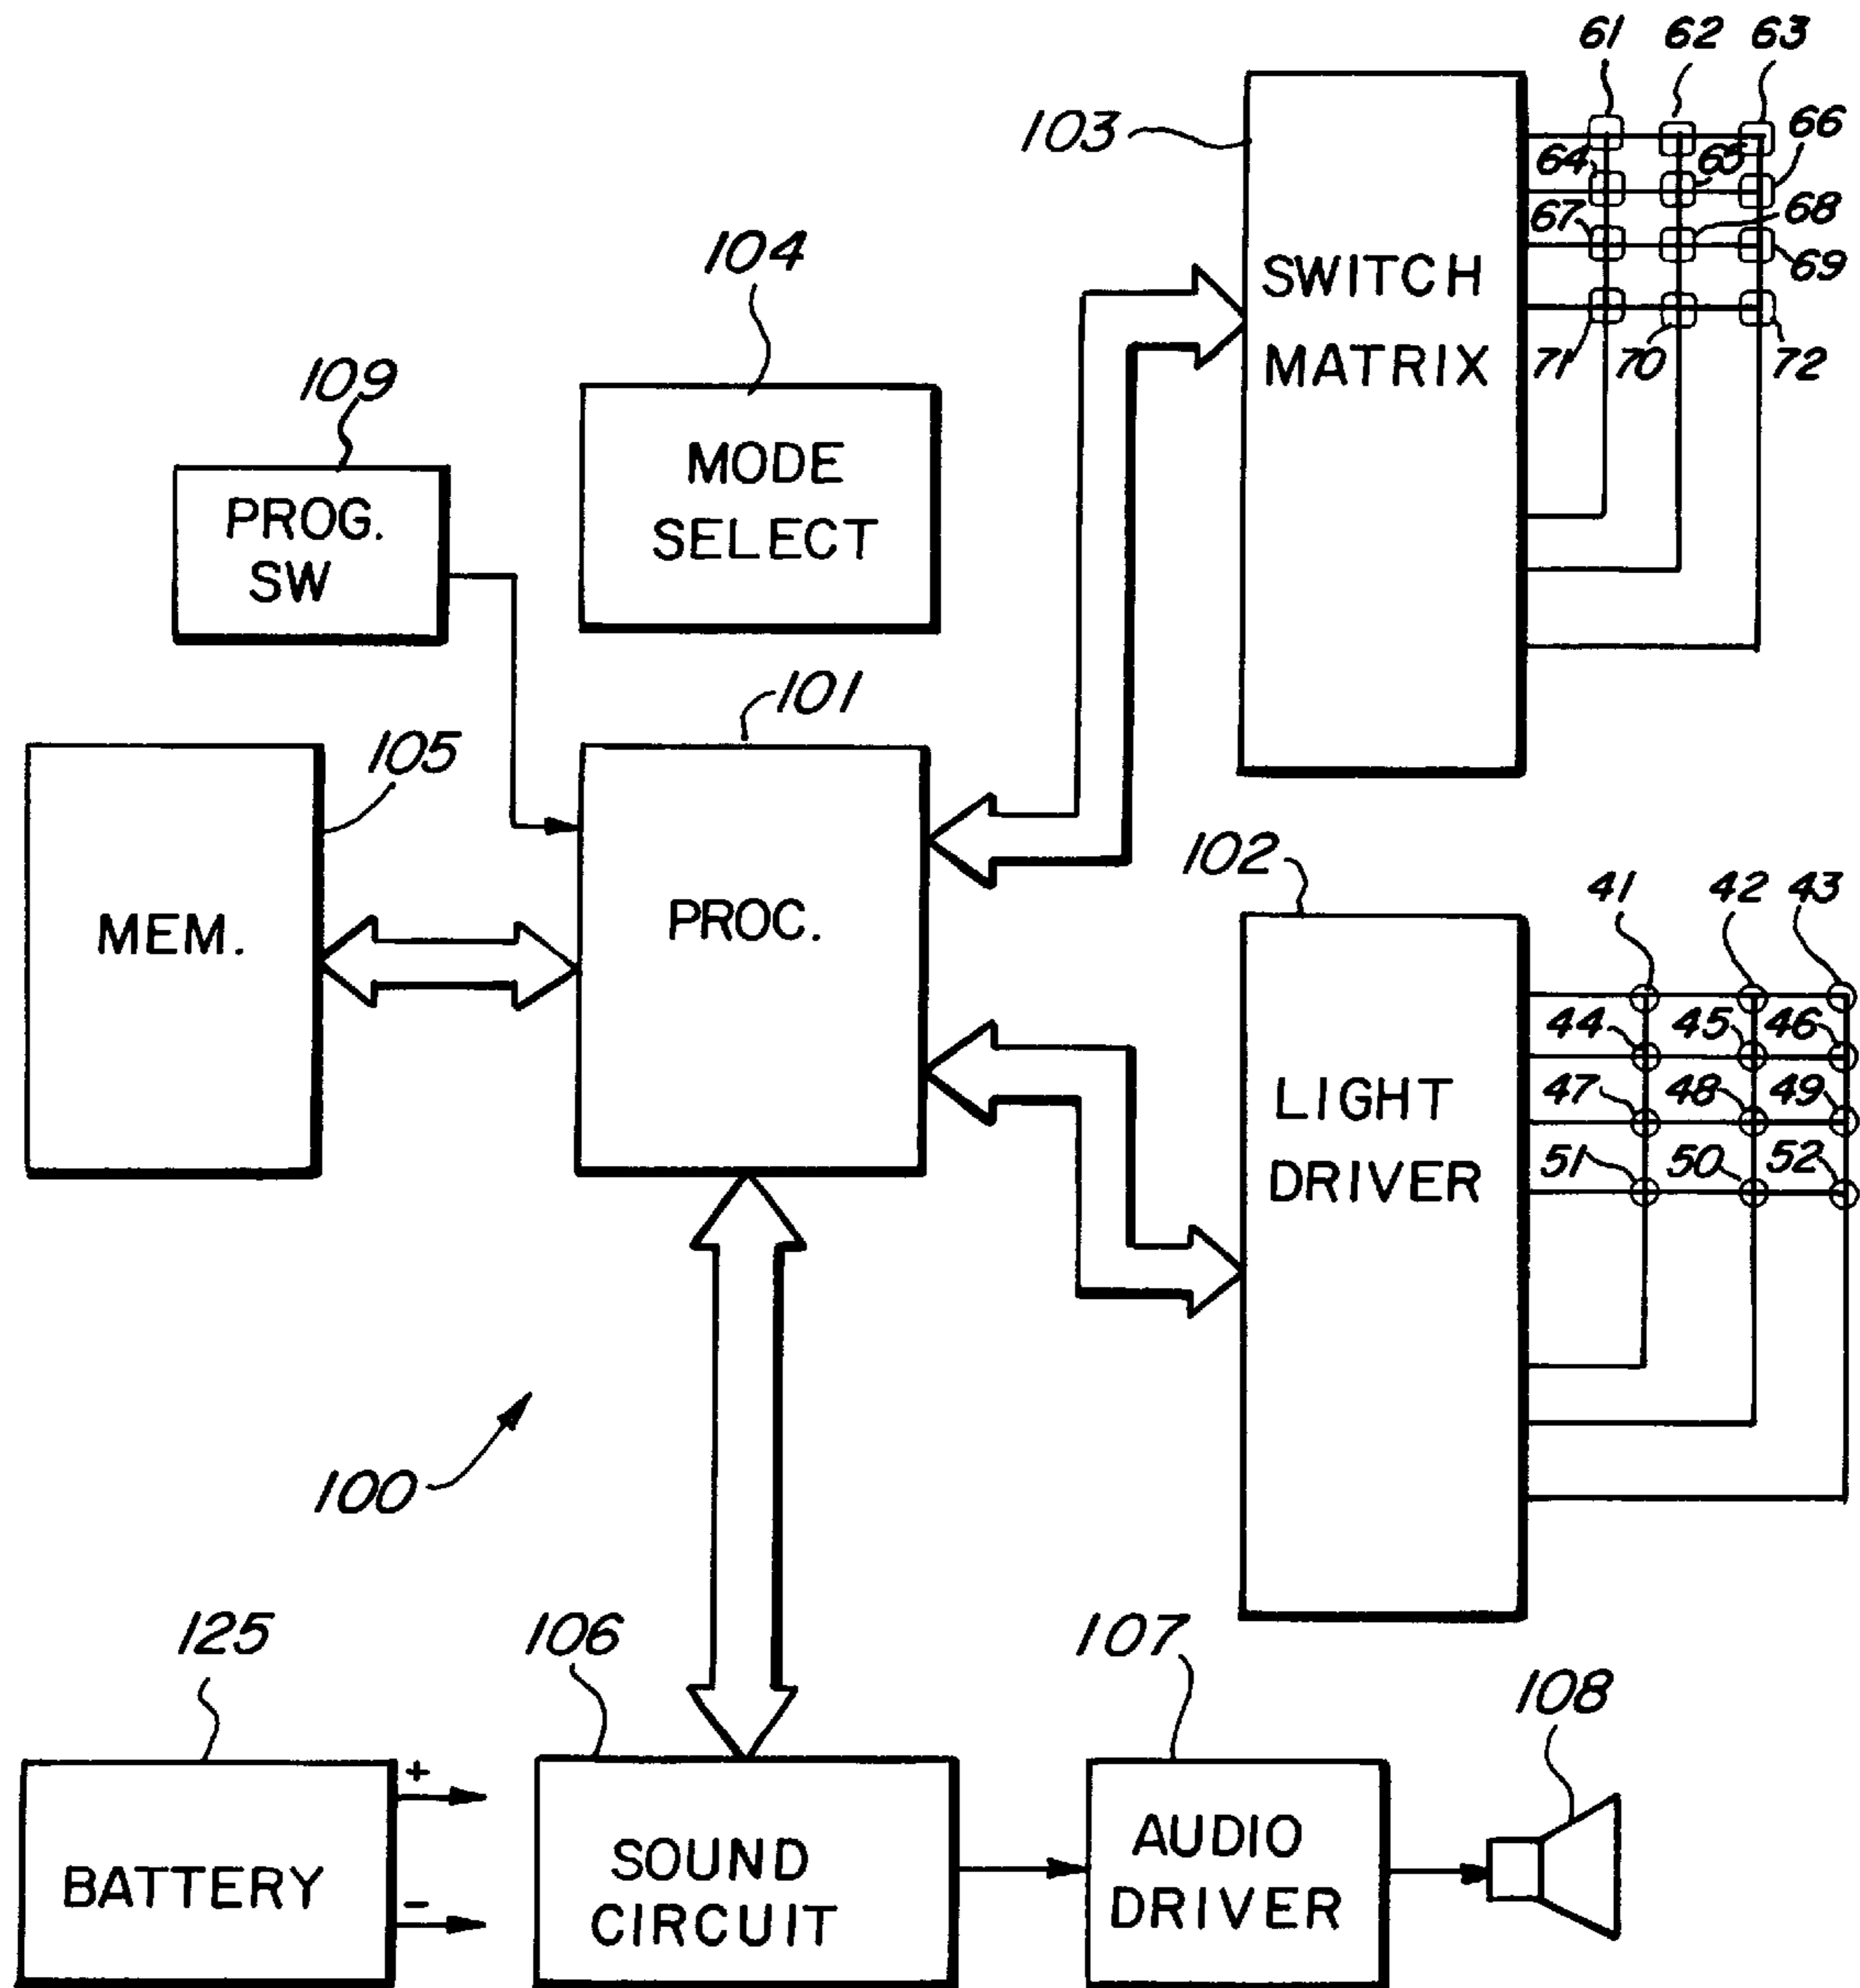 61 62 63
103
64 65 66
67 68
69
71 70 72
SWITCH
MATRIX
104
MODE
SELECT
109
PROG.
SW
101
105
MEM.
PROC.
102
41 42 43
44 45 46
47 48 49
51 50 52
LIGHT
DRIVER
100
125
+
BATTERY
-
106
SOUND
CIRCUIT
107
AUDIO
DRIVER
108